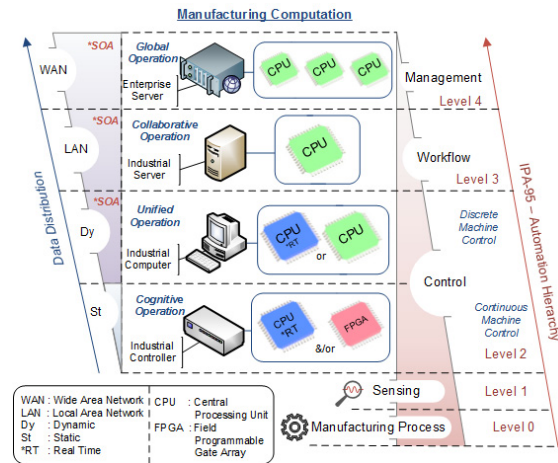 Manufacturing Computation
*SOA
Global
Operation
WAN
Enterprise
Server
CPU
CPU
CPU
Management
Level 4
*SOA
Collaborative
Operation
LAN
Industrial
Server
CPU
Workflow
Level 3
*SOA
Unified
Operation
Dy
Industrial
Computer
CPU
*RT
or
CPU
Discrete
Machine
Control
Control
Cognitive
Operation
St
Industrial
Controller
CPU
*RT
&/or
FPGA
Continuous
Machine
Control
Level 2
Data Distribution
IPA-95 – Automation Hierarchy
Sensing
Level 1
Manufacturing Process
Level 0
WAN : Wide Area Network
LAN : Local Area Network
Dy : Dynamic
St : Static
*RT : Real Time
CPU : Central
Processing Unit
FPGA : Field
Programmable
Gate Array